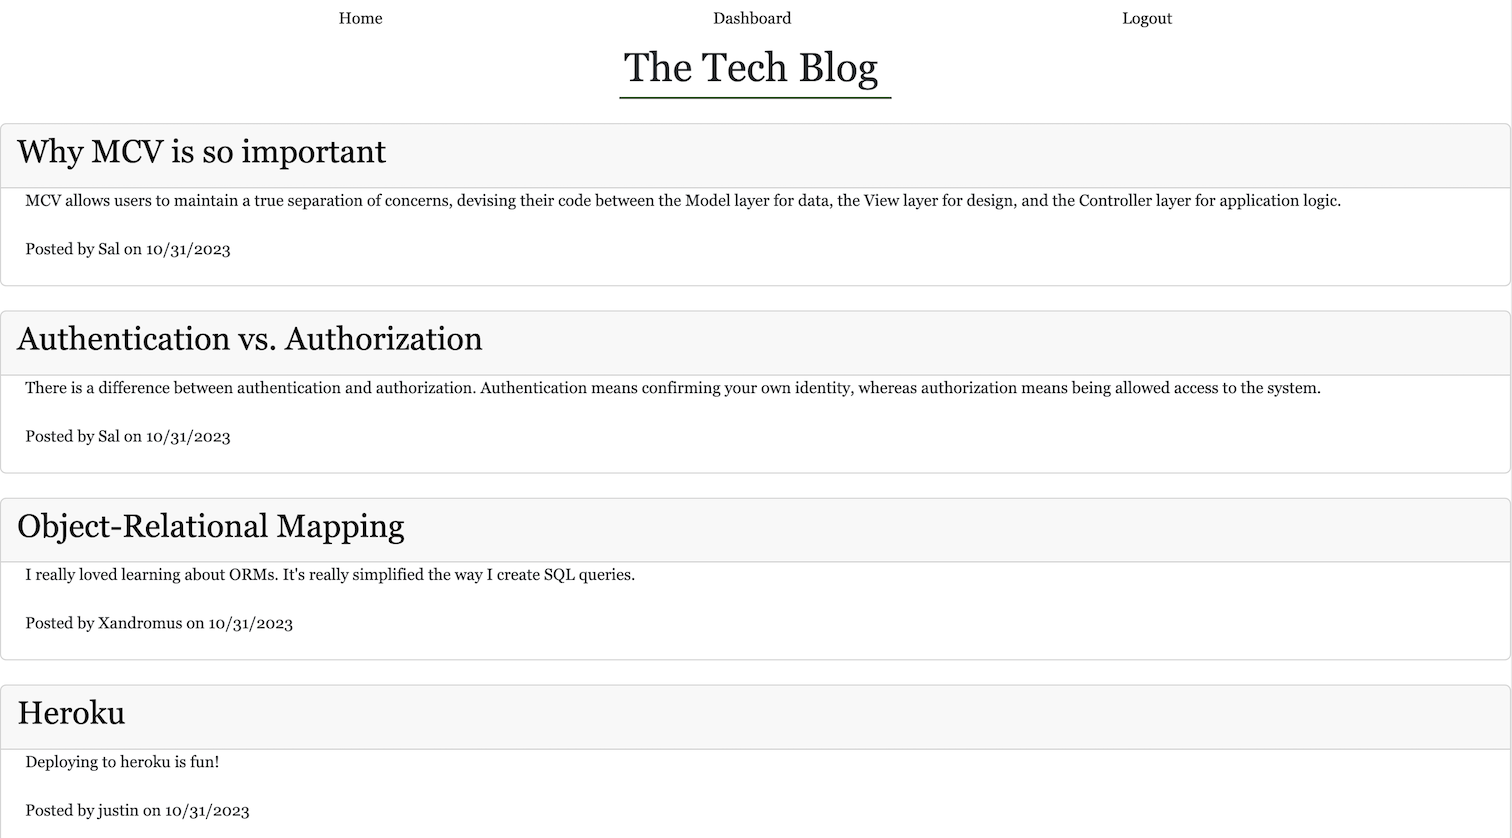 Home Dashboard Logout
The Tech Blog
Why MCV is so important
MCV allows users to maintain a true separation of concerns, devising their code between the Model layer for data, the View layer for design, and the Controller layer for application logic.
Posted by Sal on 10/31/2023
Authentication vs. Authorization
There is a difference between authentication and authorization. Authentication means confirming your own identity, whereas authorization means being allowed access to the system.
Posted by Sal on 10/31/2023
Object-Relational Mapping
I really loved learning about ORMs. It's really simplified the way I create SQL queries.
Posted by Xandromus on 10/31/2023
Heroku
Deploying to heroku is fun!
Posted by justin on 10/31/2023